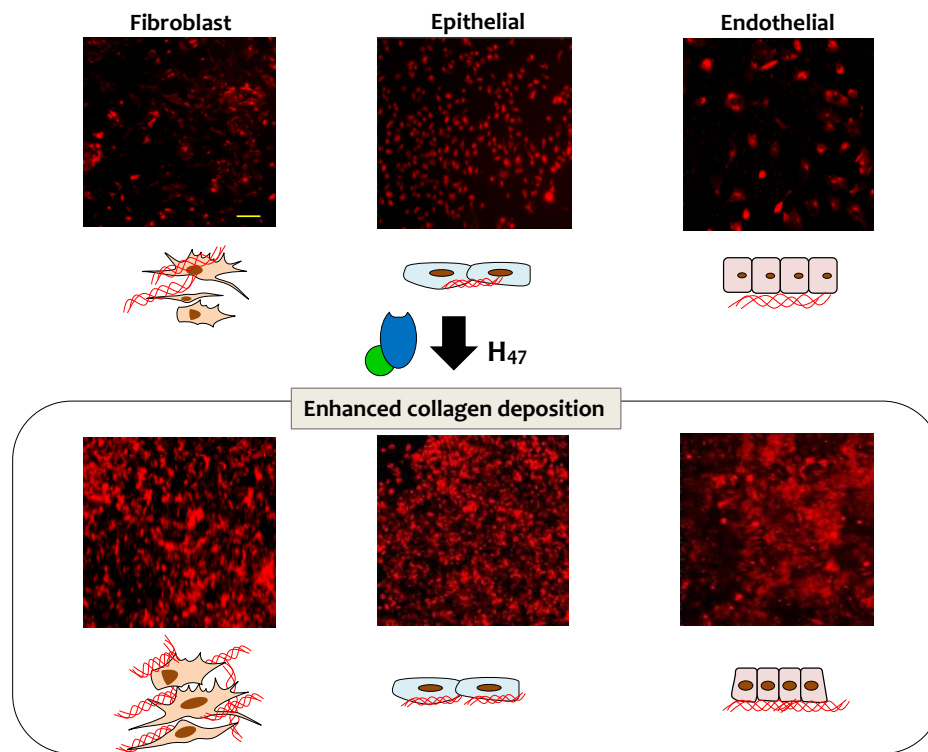 Fibroblast
Epithelial
Endothelial
H₄₇
Enhanced collagen deposition